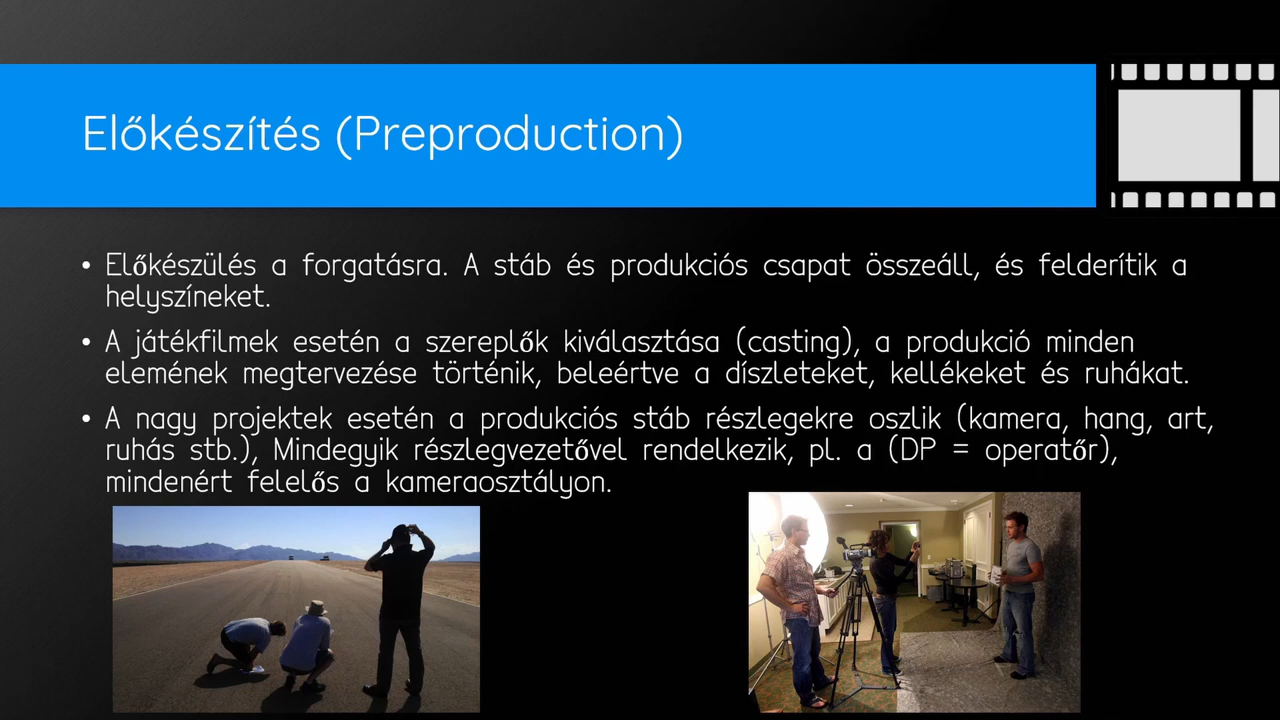 Előkészítés (Preproduction)
• Előkészülés a forgatásra. A stáb és produkciós csapat összeáll, és felderítik a
helyszíneket.
• A játékfilmek esetén a szereplők kiválasztása (casting), a produkció minden
elemének megtervezése történik, beleértve a díszleteket, kellékeket és ruhákat.
• A nagy projektek esetén a produkciós stáb részlegekre oszlik (kamera, hang, art,
ruhás stb.), Mindegyik részlegvezetővel rendelkezik, pl. a (DP = operatőr),
mindenért felelős a kameraosztályon.